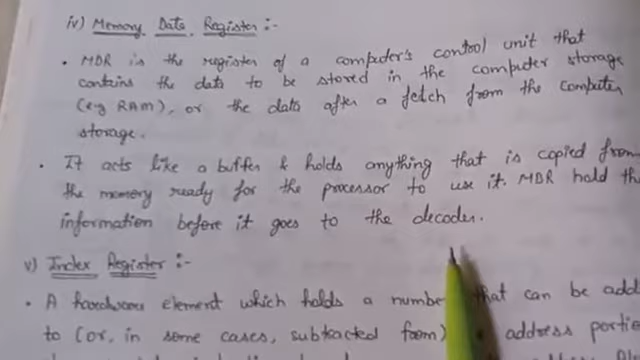 iv) Memory Data Register :-
• MDR is the register of a computer's control unit that
contains the data to be stored in the computer storage
(eg RAM), or the data after a fetch from the computer
storage.
• It acts like a buffer & holds anything that is copied from
the memory ready for the processor to use it. MDR hold the
information before it goes to the decoder.
v) Index Register :-
• A hardware element which holds a number that can be add
to (or, in some cases, subtracted from) address portio